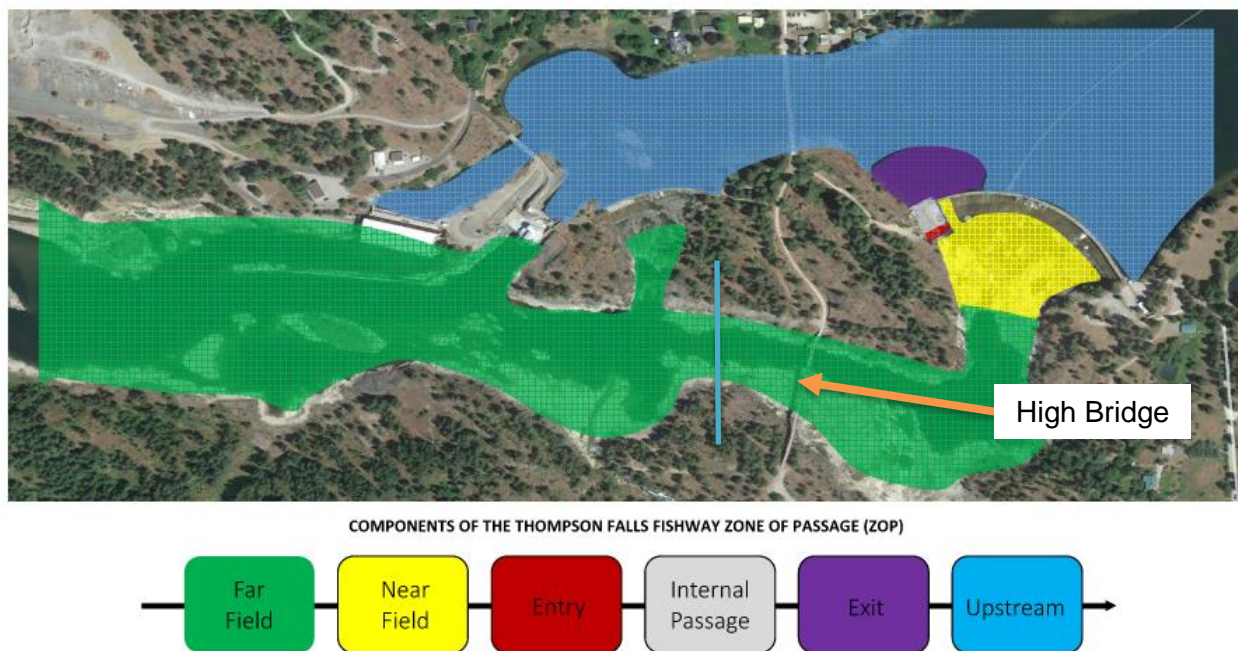 High Bridge
COMPONENTS OF THE THOMPSON FALLS FISHWAY ZONE OF PASSAGE (ZOP)
Far
Field
Near
Field
Entry
Internal
Passage
Exit
Upstream